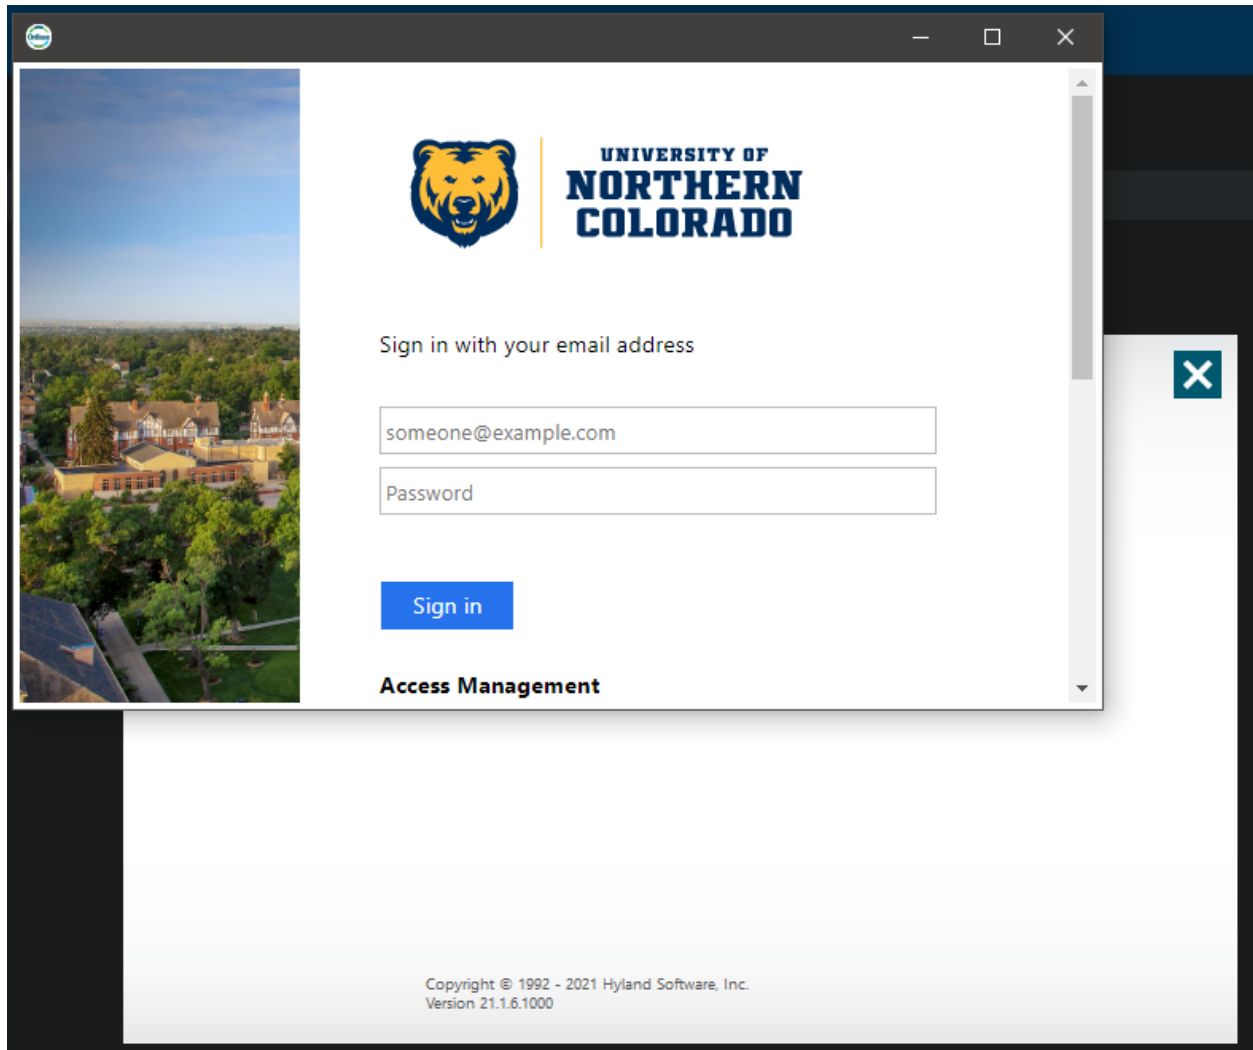 OnBase
UNIVERSITY OF
NORTHERN
COLORADO
Sign in with your email address
someone@example.com
Password
Sign in
Access Management
Copyright © 1992 - 2021 Hyland Software, Inc.
Version 21.1.6.1000